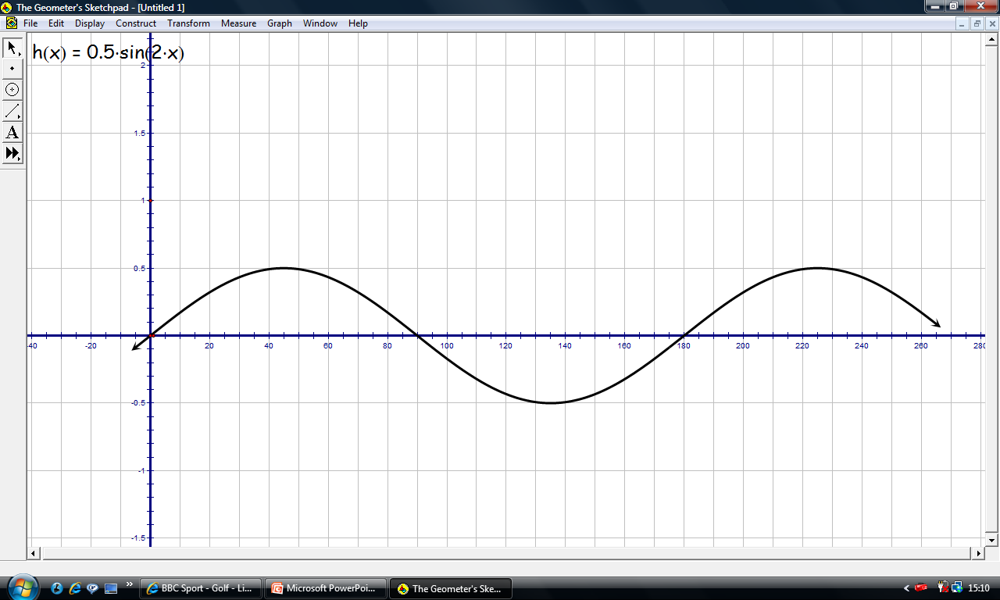 The Geometer's Sketchpad - [Untitled 1]
File Edit Display Construct Transform Measure Graph Window Help
h(x) = 0.5·sin(2·x)
A
2
1.5
1
0.5
-40 -20 20 40 60 80 100 120 140 160 180 200 220 240 260 280
-0.5
-1
-1.5
BBC Sport - Golf - Li... Microsoft PowerPoi... The Geometer's Ske... 15:10